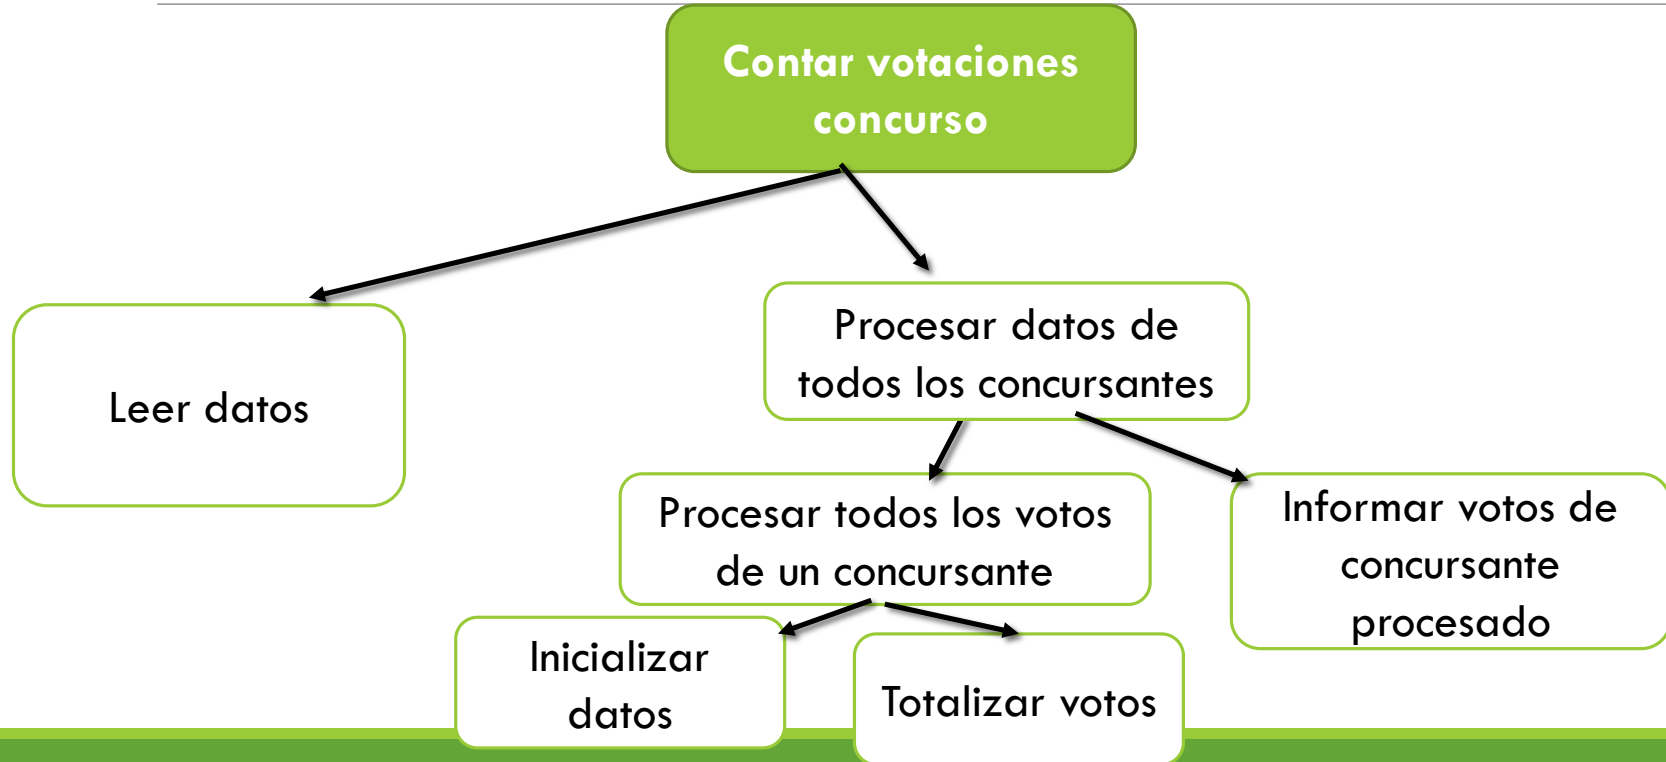 Contar votaciones
concurso
Leer datos
Procesar datos de
todos los concursantes
Procesar todos los votos
de un concursante
Informar votos de
concursante
procesado
Inicializar
datos
Totalizar votos